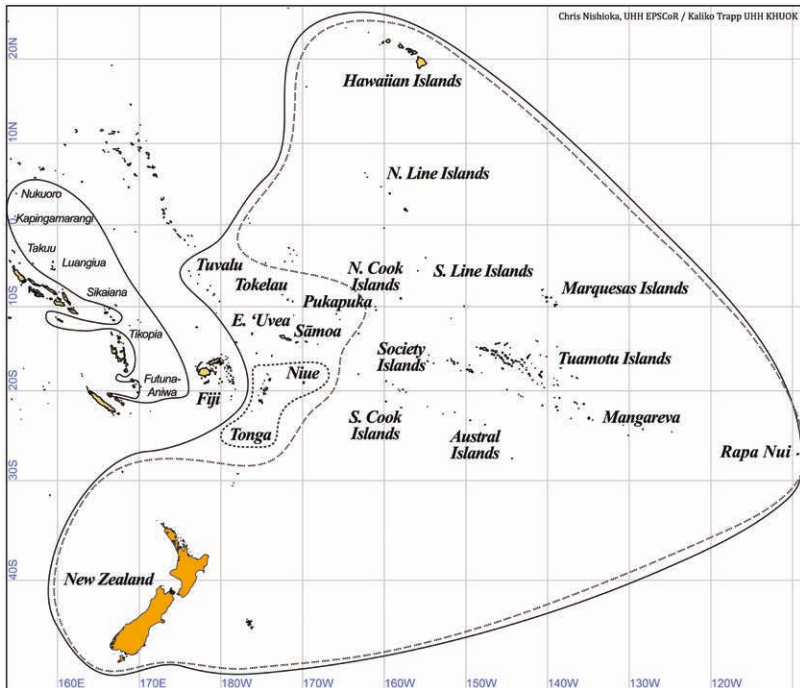 Chris Nishioka, UHH EPSCoR / Kaliko Trapp UHH KHUOK
20N
Hawaiian Islands
10N
N. Line Islands
Nukuoro
0
Kapingamarangi
Takuu
Luangiua
Tuvalu
Tokelau
N. Cook
Islands
S. Line Islands
Sikaiana
Pukapuka
Marquesas Islands
10S
E. ʻUvea
Sāmoa
Tikopia
Society
Islands
Tuamotu Islands
Niue
Futuna-
Aniwa
20S
Fiji
S. Cook
Islands
Mangareva
Tonga
Austral
Islands
Rapa Nui
30S
New Zealand
40S
160E
170E
180W
170W
160W
150W
140W
130W
120W